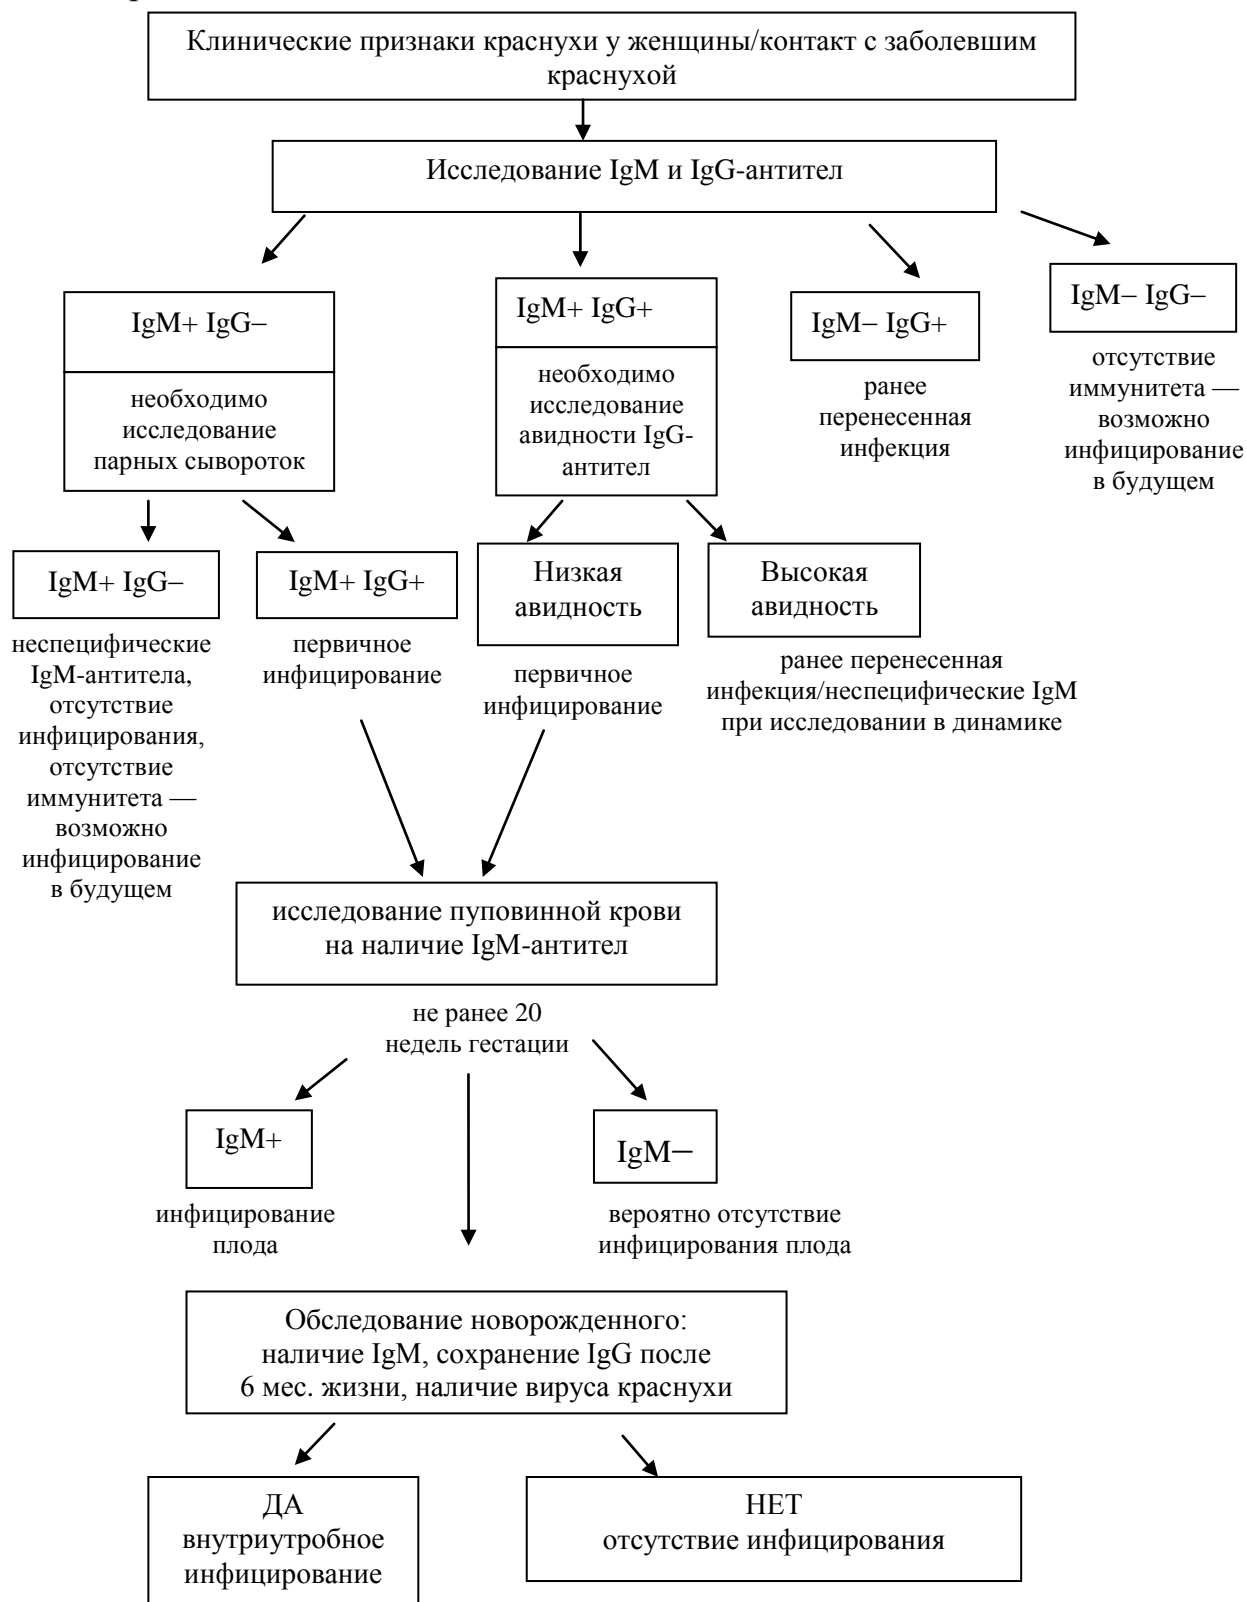 Клинические признаки краснухи у женщины/контакт с заболевшим
краснухой
Исследование IgM и IgG-антител
IgM+ IgG–
необходимо
исследование
парных сывороток
IgM+ IgG+
необходимо
исследование
авидности IgG-
антител
IgM– IgG+
ранее
перенесенная
инфекция
IgM– IgG–
отсутствие
иммунитета —
возможно
инфицирование
в будущем
IgM+ IgG–
неспецифические
IgM-антитела,
отсутствие
инфицирования,
отсутствие
иммунитета —
возможно
инфицирование
в будущем
IgM+ IgG+
первичное
инфицирование
Низкая
авидность
первичное
инфицирование
Высокая
авидность
ранее перенесенная
инфекция/неспецифические IgM
при исследовании в динамике
исследование пуповинной крови
на наличие IgM-антител
не ранее 20
недель гестации
IgM+
инфицирование
плода
IgM–
вероятно отсутствие
инфицирования плода
Обследование новорожденного:
наличие IgM, сохранение IgG после
6 мес. жизни, наличие вируса краснухи
ДА
внутриутробное
инфицирование
НЕТ
отсутствие инфицирования